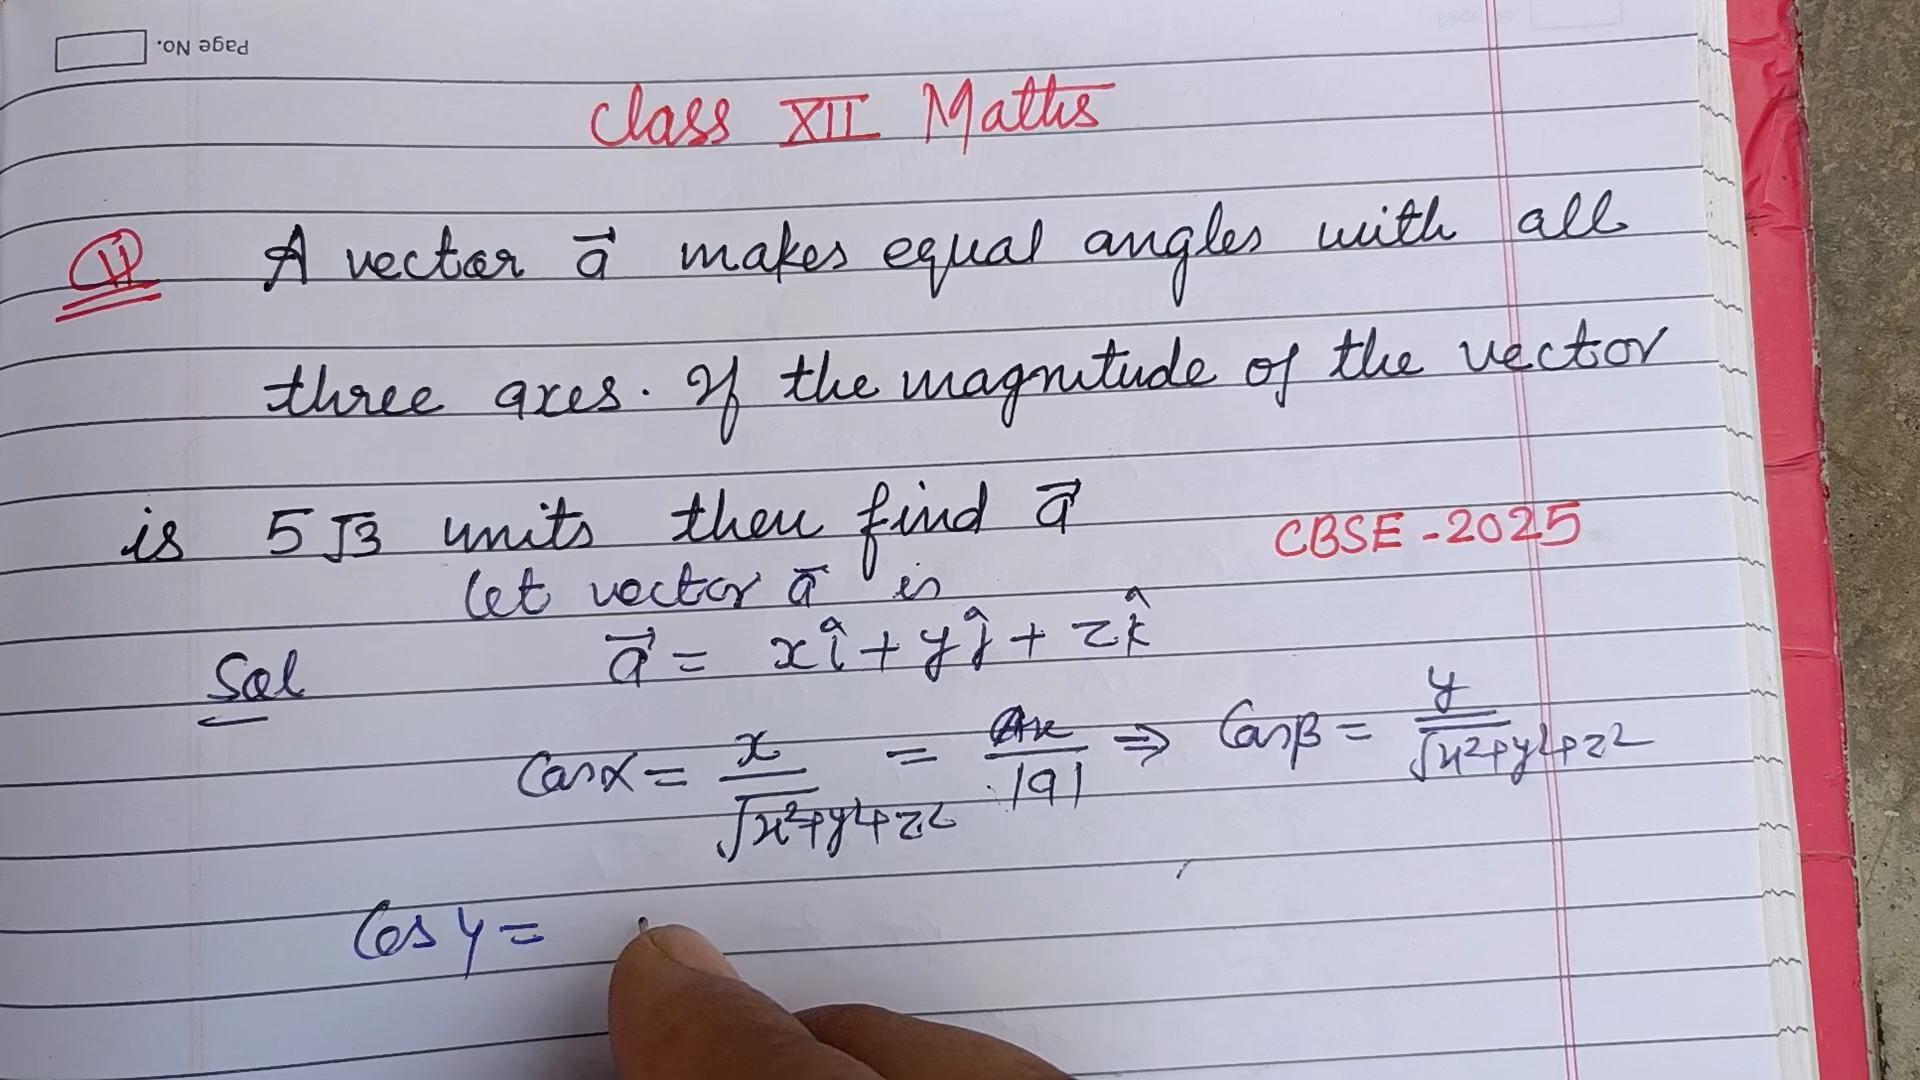 Page No.
Class XII Maths
11 A vector a⃗ makes equal angles with all
three axes. If the magnitude of the vector
is 5√3 units then find a⃗
CBSE -2025
let vector a⃗ is
Sol a⃗ = xî + yĵ + zk̂
Cosα = x/√x²+y²+z² = x/|a| ⇒ Cosβ = y/√x²+y²+z²
Cos γ =